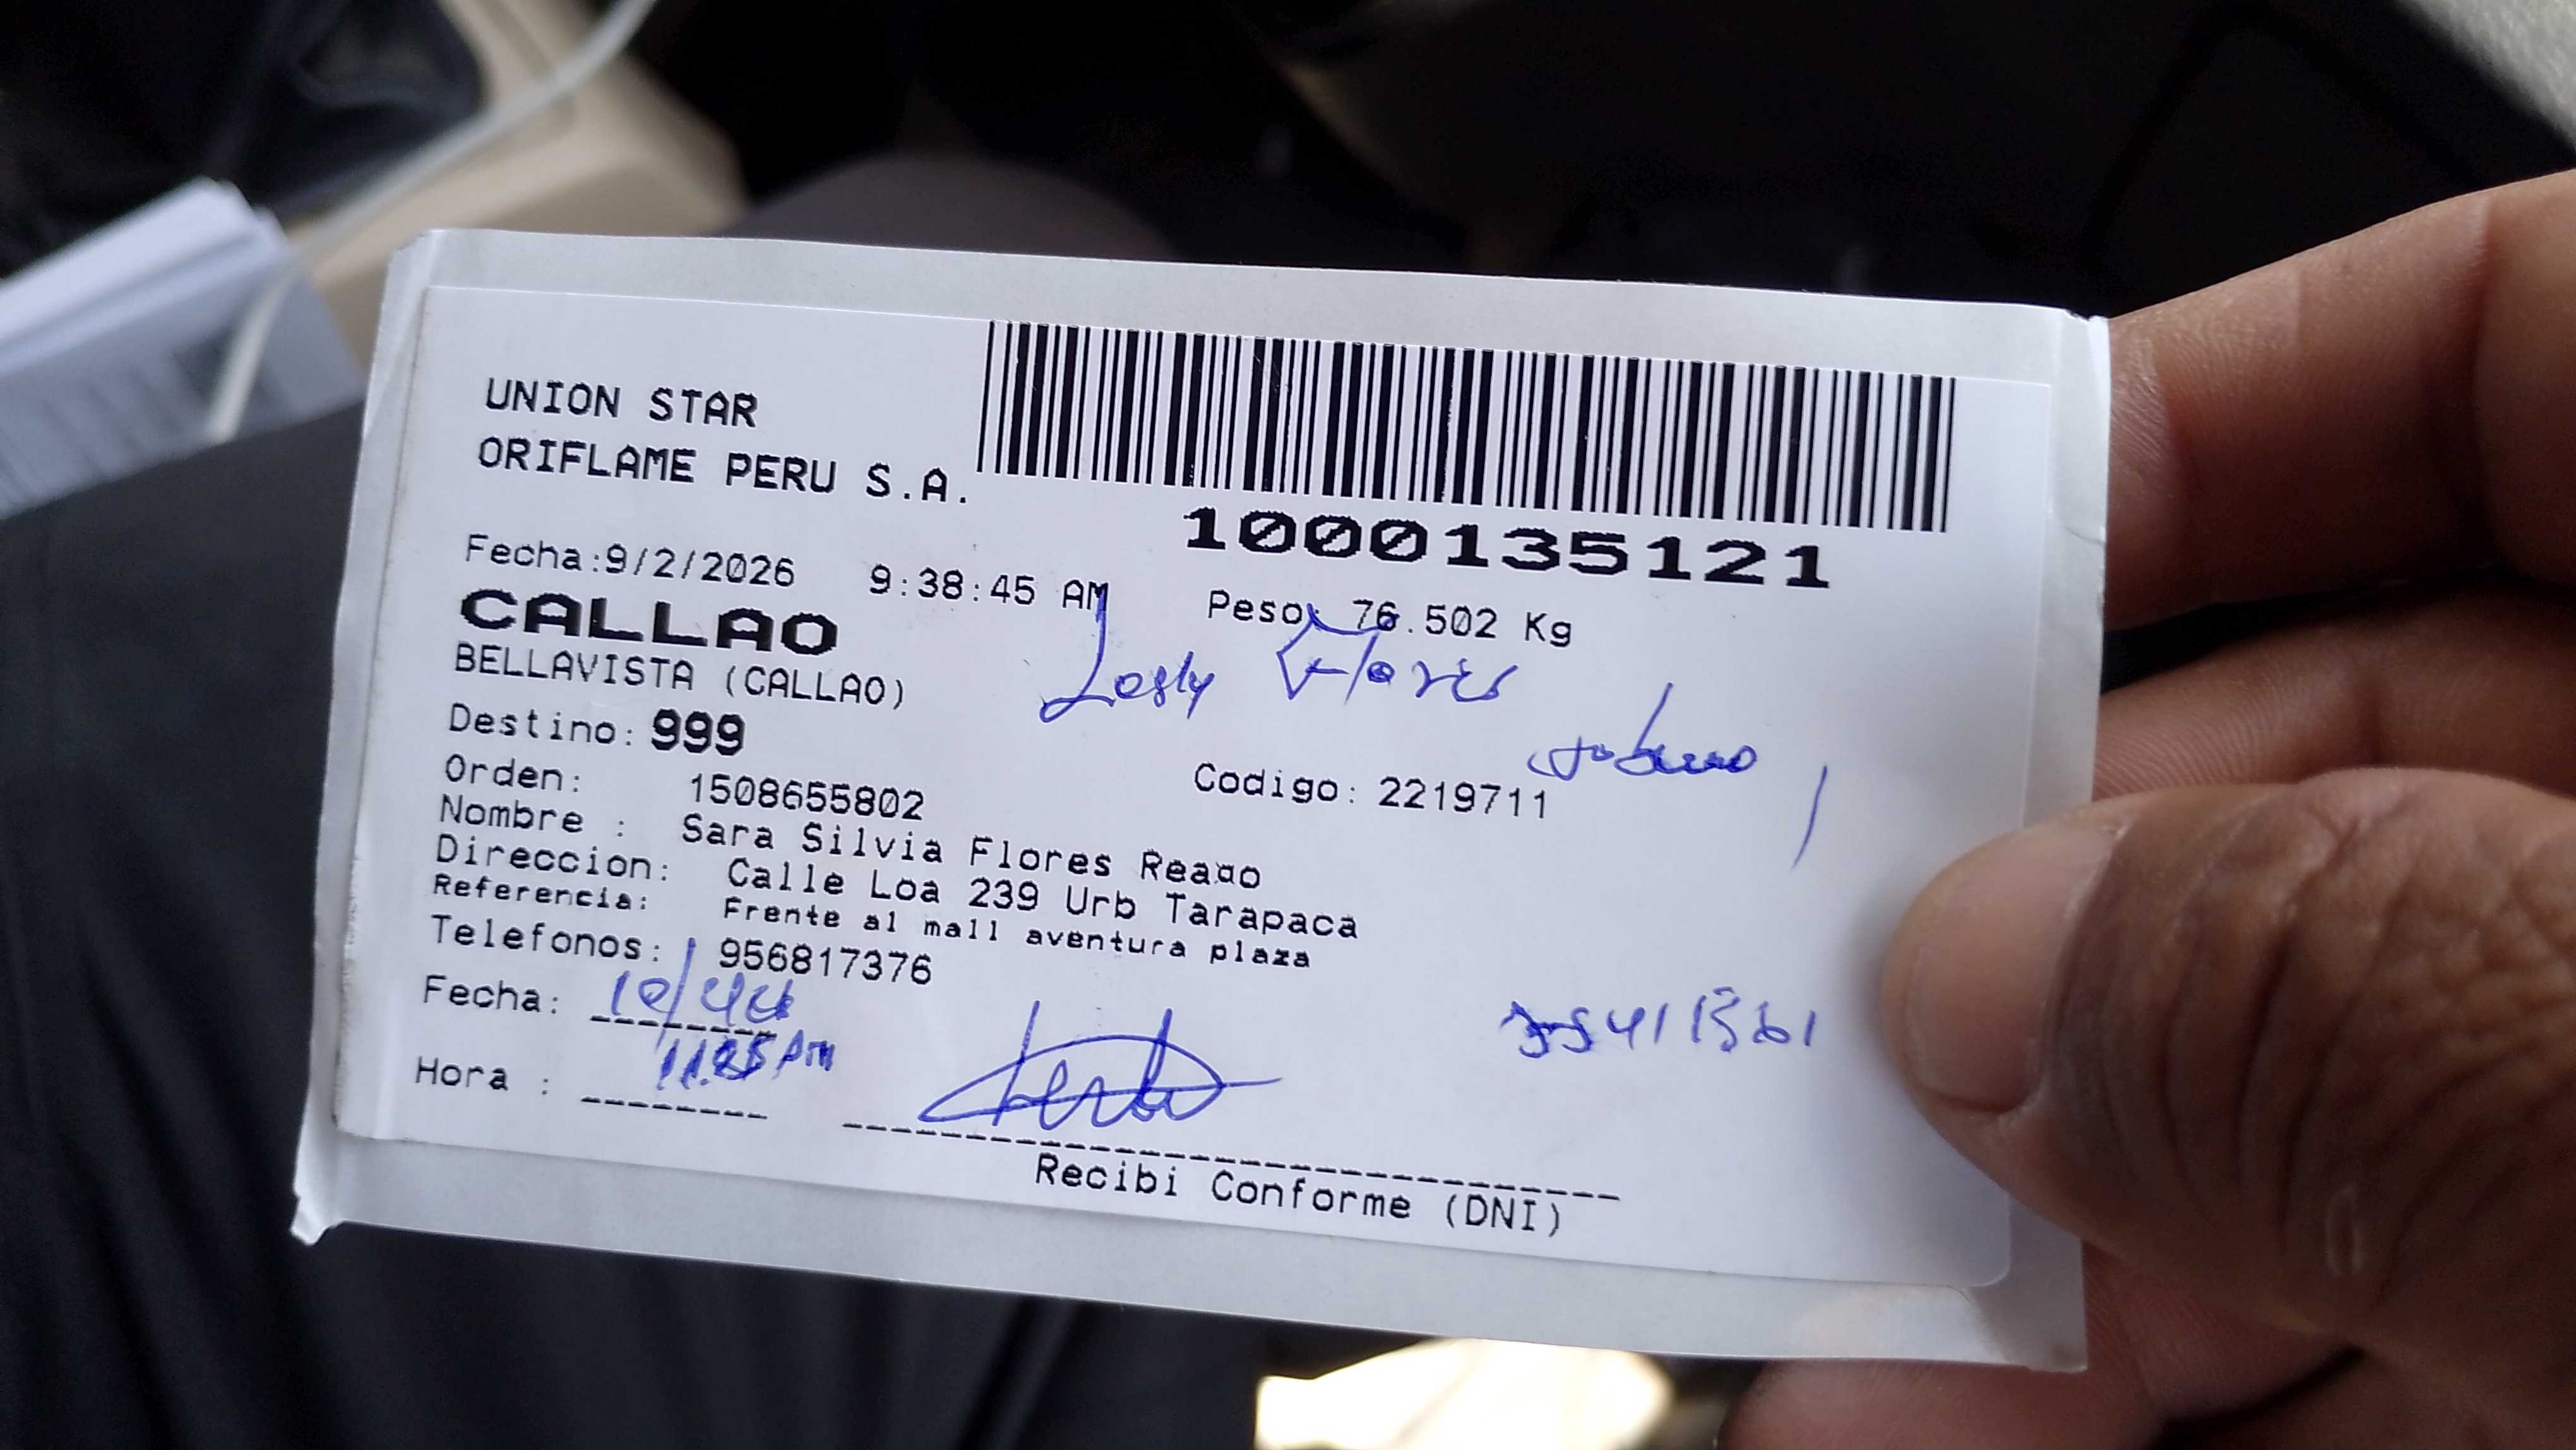 UNION STAR
ORIFLAME PERU S.A.
1000135121
Fecha:9/2/2026 9:38:45 AM Peso: 76.502 Kg
CALLAO
BELLAVISTA (CALLAO)
Lesly Flores
Destino: 999
Orden: 1508655802 Codigo: 2219711
Nombre : Sara Silvia Flores
Direccion: Calle Loa 239 Urb Tarapaca
Referencia: Frente al mall aventura plaza
Telefonos: 956817376
Fecha:
Hora :
Recibi Conforme (DNI)